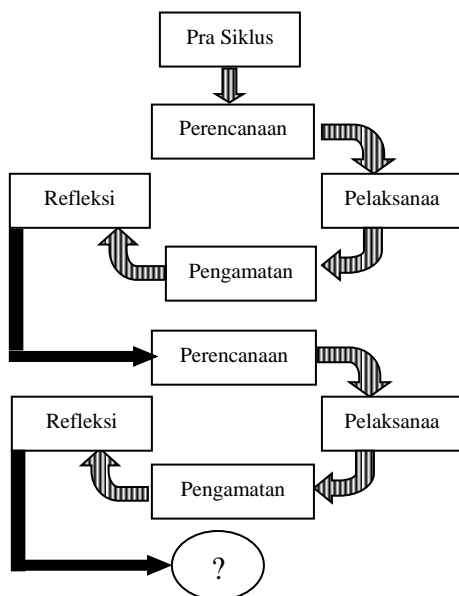 Pra Siklus
Perencanaan
Pelaksanaa
Pengamatan
Refleksi
Perencanaan
Pelaksanaa
Pengamatan
Refleksi
?